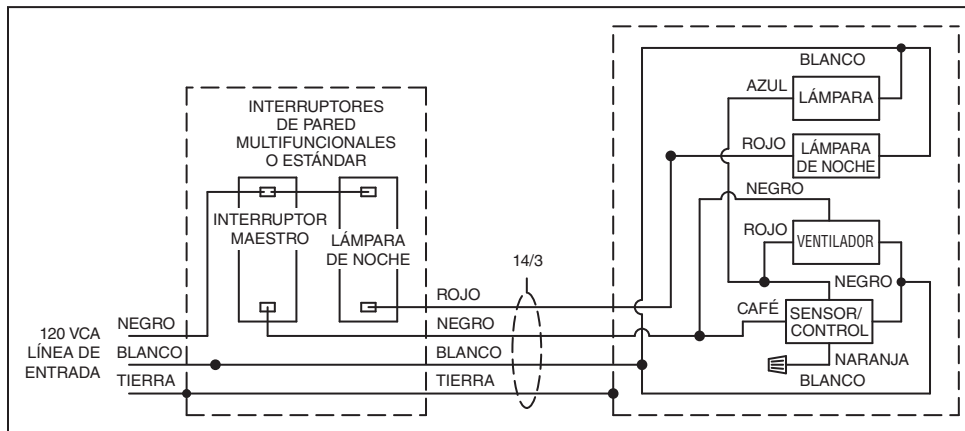 INTERRUPTORES
DE PARED
MULTIFUNCIONALES
O ESTÁNDAR
INTERRUPTOR
MAESTRO
LÁMPARA
DE NOCHE
120 VCA
LÍNEA DE
ENTRADA
NEGRO
BLANCO
TIERRA
14/3
ROJO
NEGRO
BLANCO
TIERRA
BLANCO
AZUL
LÁMPARA
ROJO
LÁMPARA
DE NOCHE
NEGRO
ROJO
VENTILADOR
NEGRO
CAFÉ
SENSOR/
CONTROL
NARANJA
BLANCO